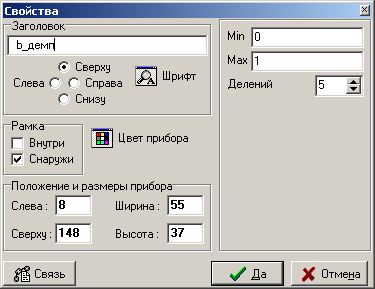 Свойства
Заголовок
b_демп
Сверху
Слева Справа
Снизу
Шрифт
Рамка
Внутри
Снаружи
Цвет прибора
Положение и размеры прибора
Слева : 8 Ширина : 55
Сверху : 148 Высота : 37
Min 0
Max 1
Делений 5
Связь Да Отмена